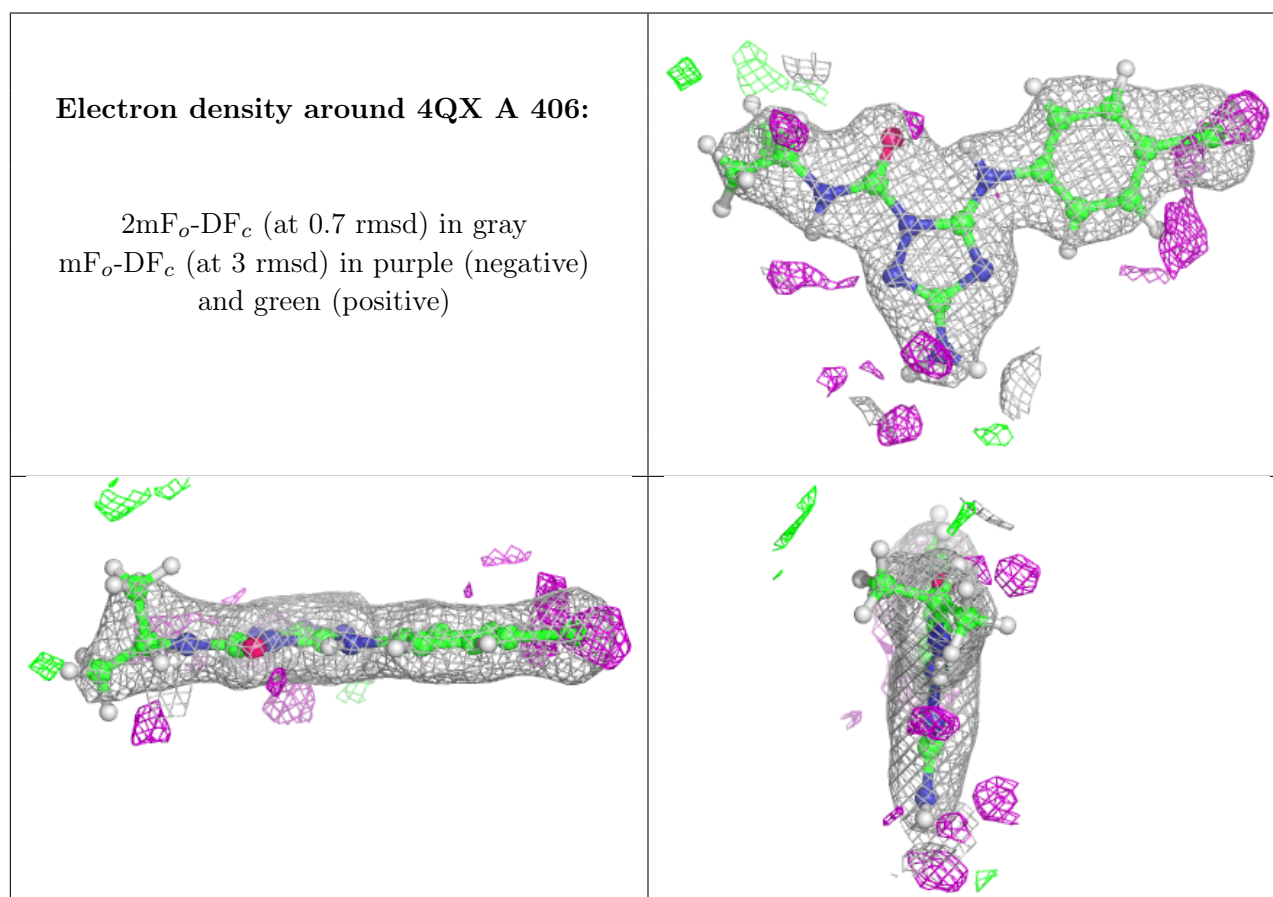 Electron density around 4QX A 406:
2mFo-DFc (at 0.7 rmsd) in gray
mFo-DFc (at 3 rmsd) in purple (negative)
and green (positive)